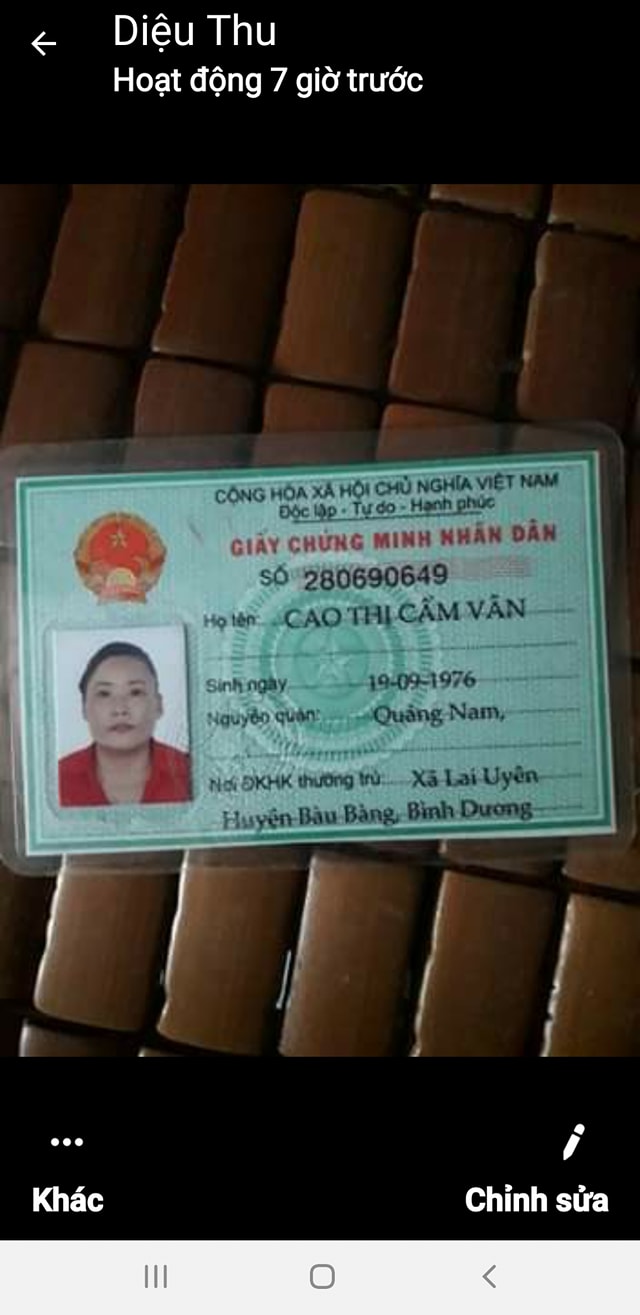 Diệu Thu
Hoạt động 7 giờ trước
CỘNG HÒA XÃ HỘI CHỦ NGHĨA VIỆT NAM
Độc lập - Tự do - Hạnh phúc
GIẤY CHỨNG MINH NHÂN DÂN
SỐ 280690649
Họ tên: CAO THỊ CẨM VÂN
Sinh ngày 19-09-1976
Nguyên quán: Quảng Nam,
Nơi ĐKHK thường trú: Xã Lai Uyên
Huyện Bàu Bàng, Bình Dương
Khác
Chỉnh sửa